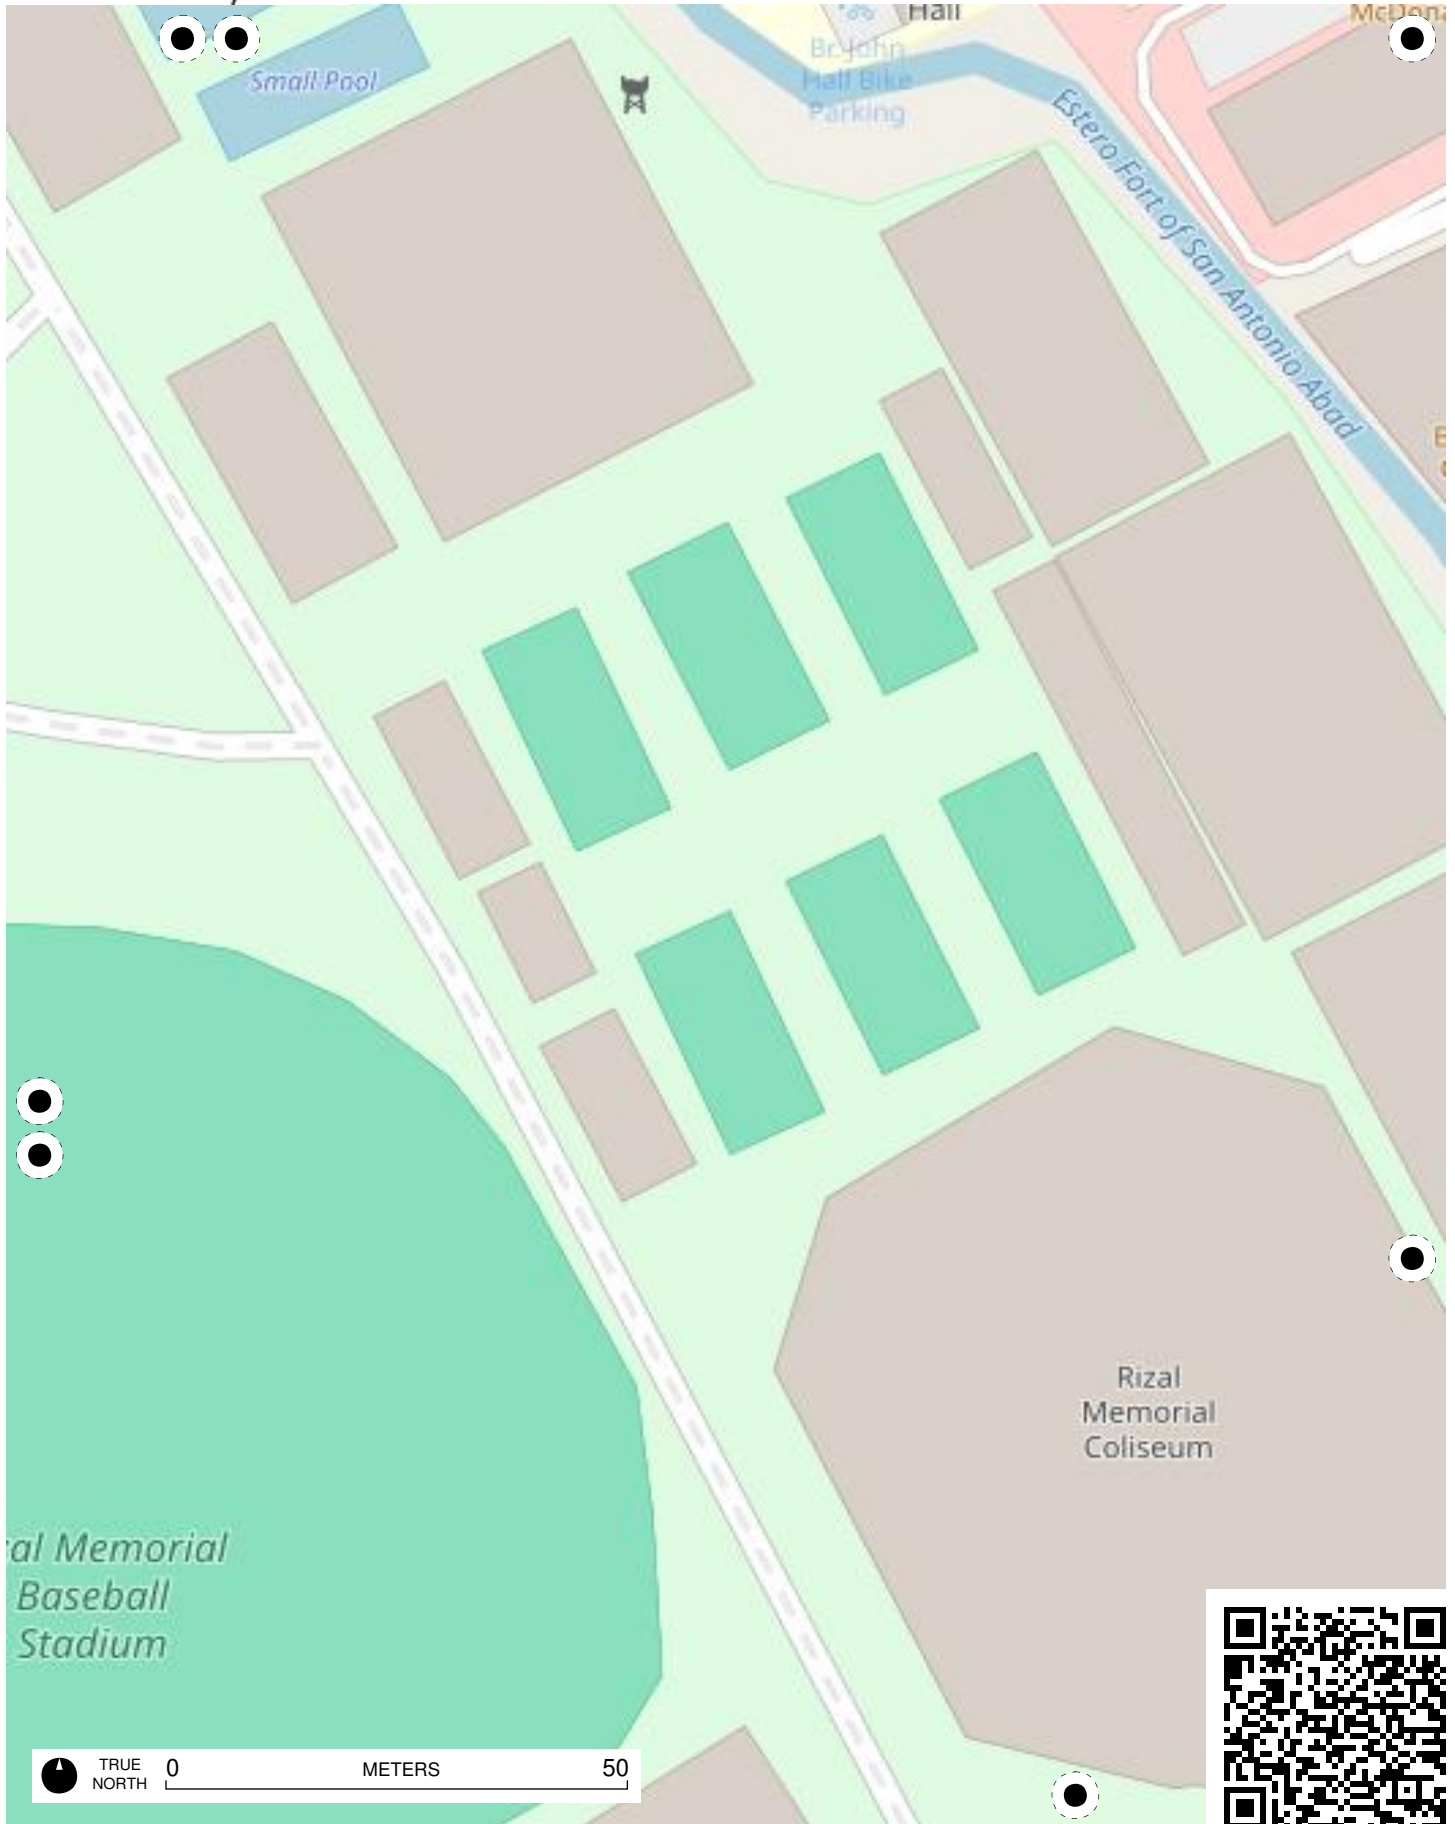 Hall
Small Pool
Br. John
Hall Bike
Parking
Estero Fort of San Antonio Abad
Rizal
Memorial
Coliseum
Memorial
Baseball
Stadium
TRUE
NORTH
0
METERS
50